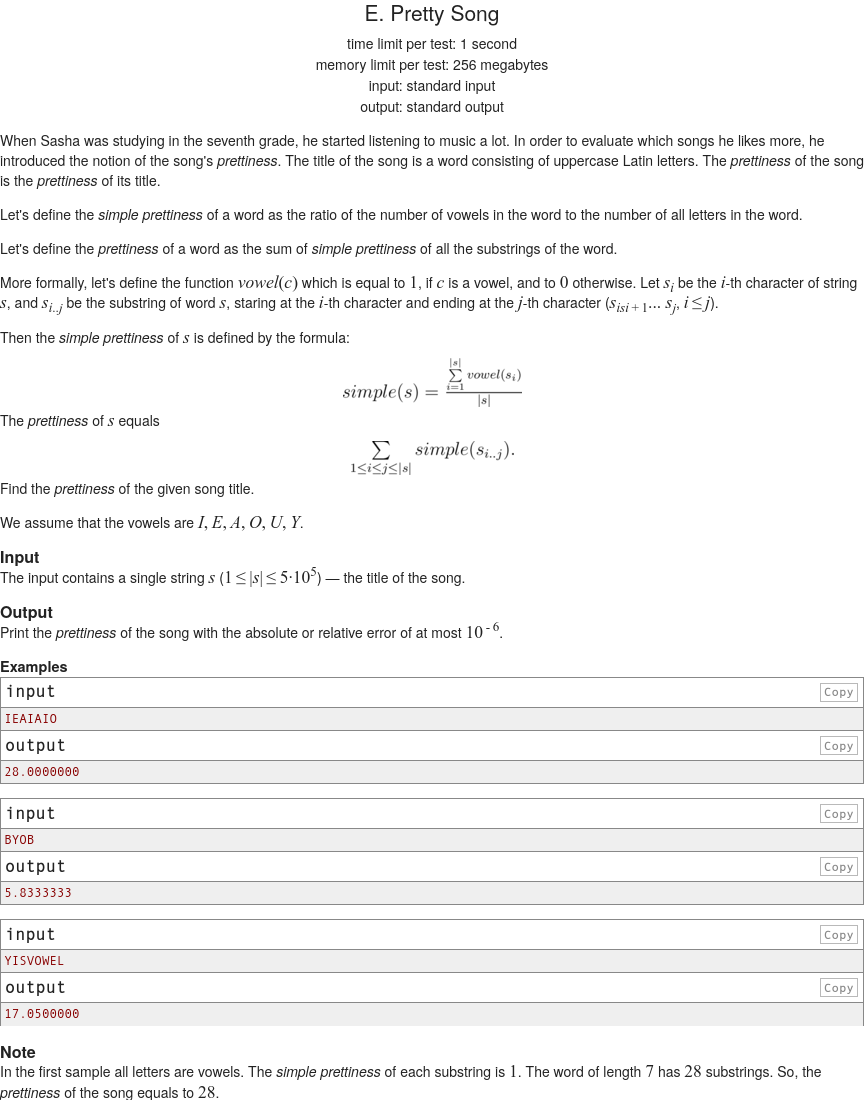 E. Pretty Song
time limit per test: 1 second
memory limit per test: 256 megabytes
input: standard input
output: standard output
When Sasha was studying in the seventh grade, he started listening to music a lot. In order to evaluate which songs he likes more, he
introduced the notion of the song's prettiness. The title of the song is a word consisting of uppercase Latin letters. The prettiness of the song
is the prettiness of its title.
Let's define the simple prettiness of a word as the ratio of the number of vowels in the word to the number of all letters in the word.
Let's define the prettiness of a word as the sum of simple prettiness of all the substrings of the word.
More formally, let's define the function vowel(c) which is equal to 1, if c is a vowel, and to 0 otherwise. Let s_i be the i-th character of string
s, and s_{i..j} be the substring of word s, staring at the i-th character and ending at the j-th character (s_{isi + 1}... s_j, i ≤ j).
Then the simple prettiness of s is defined by the formula:
simple(s) = \frac{\sum_{i=1}^{|s|} vowel(s_i)}{|s|}
The prettiness of s equals
\sum_{1≤i≤j≤|s|} simple(s_{i..j}).
Find the prettiness of the given song title.
We assume that the vowels are I, E, A, O, U, Y.
Input
The input contains a single string s (1 ≤ |s| ≤ 5·10^5) — the title of the song.
Output
Print the prettiness of the song with the absolute or relative error of at most 10^{-6}.
Examples
input Copy
IEAIAIO
output Copy
28.0000000
input Copy
BYOB
output Copy
5.8333333
input Copy
YISVOWEL
output Copy
17.0500000
Note
In the first sample all letters are vowels. The simple prettiness of each substring is 1. The word of length 7 has 28 substrings. So, the
prettiness of the song equals to 28.